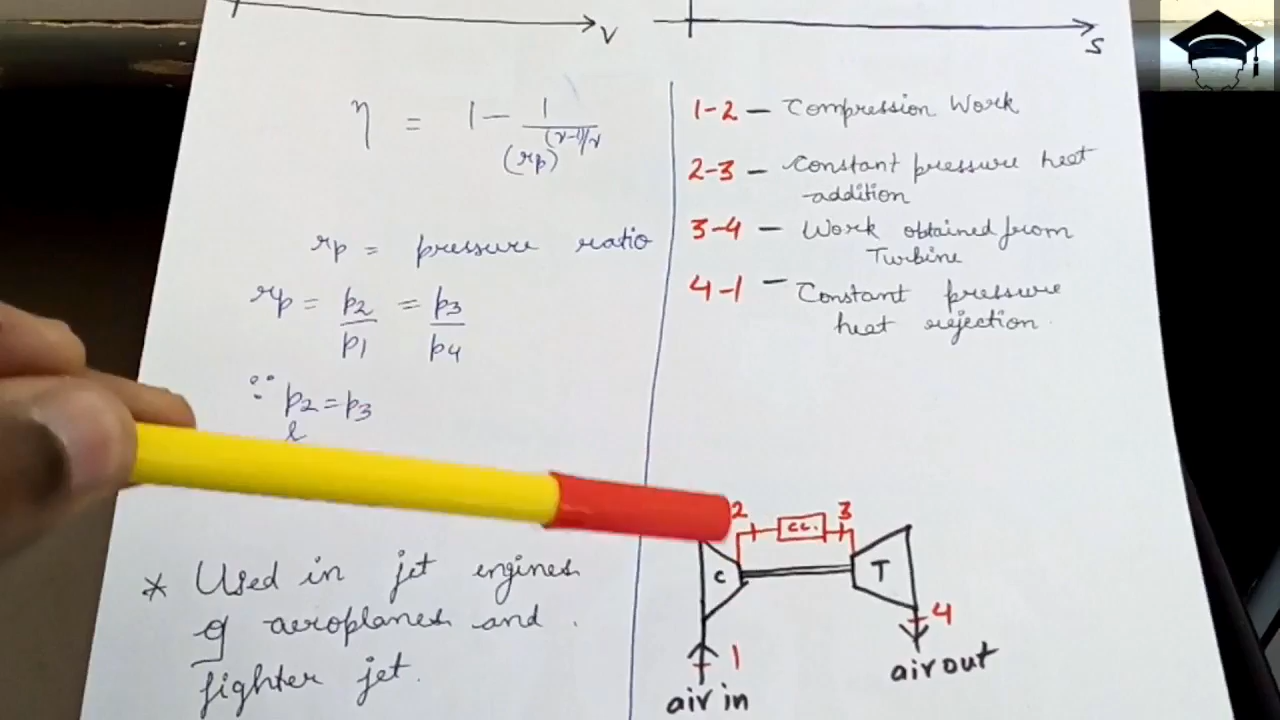 V
S
η = 1 - 1/(rp)^(γ-1)/γ
rp = pressure ratio
rp = p2/p1 = p3/p4
∵ p2 = p3
&
* Used in jet engines
of aeroplanes and
fighter jet.
1-2 — Compression Work
2-3 — Constant pressure heat
addition
3-4 — Work obtained from
Turbine
4-1 — Constant pressure
heat rejection.
2 c.c. 3
C T
4
1
air out
air in